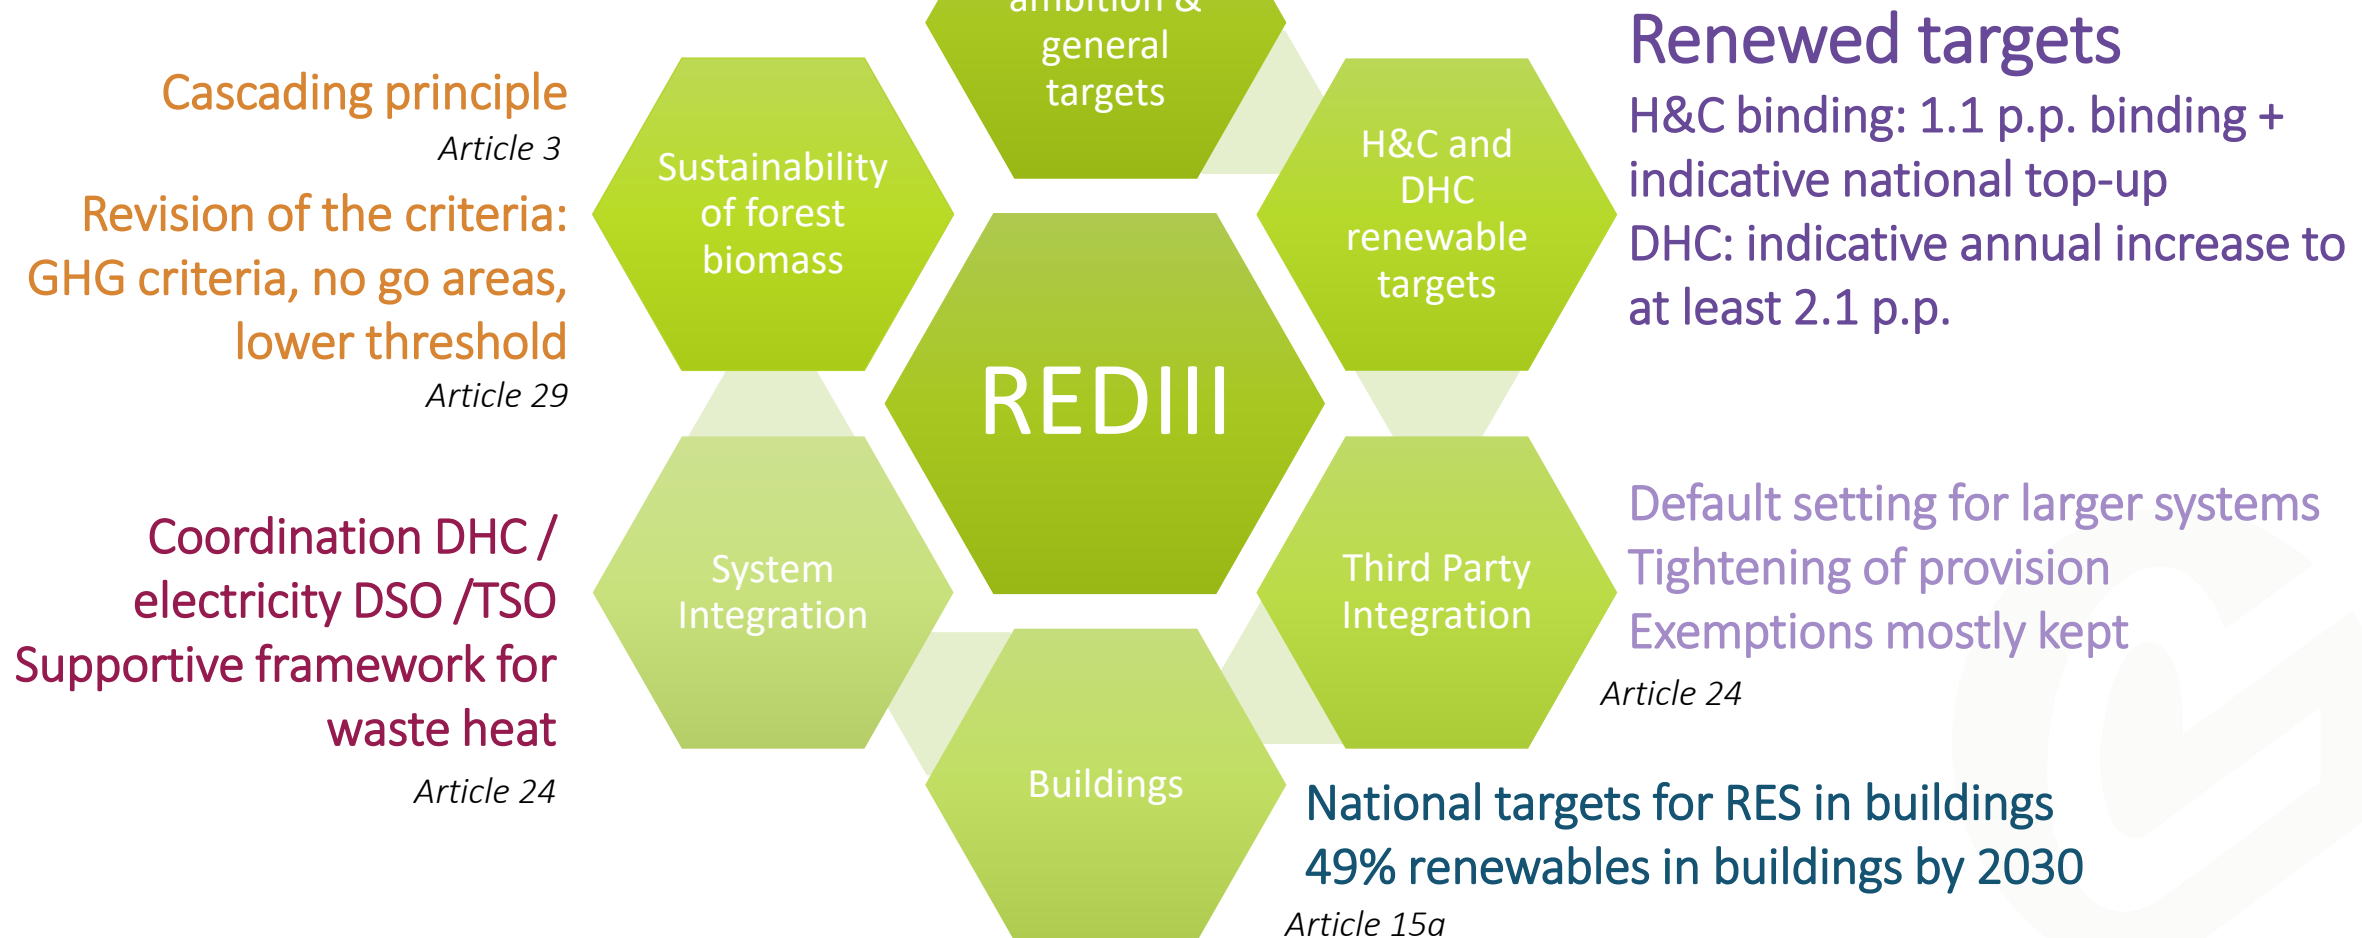 ambition &
general
targets
Renewed targets
H&C binding: 1.1 p.p. binding +
indicative national top-up
DHC: indicative annual increase to
at least 2.1 p.p.
Cascading principle
Article 3
Revision of the criteria:
GHG criteria, no go areas,
lower threshold
Article 29
Sustainability
of forest
biomass
H&C and
DHC
renewable
targets
REDIII
Coordination DHC /
electricity DSO /TSO
Supportive framework for
waste heat
Article 24
System
Integration
Third Party
Integration
Default setting for larger systems
Tightening of provision
Exemptions mostly kept
Article 24
Buildings
National targets for RES in buildings
49% renewables in buildings by 2030
Article 15a